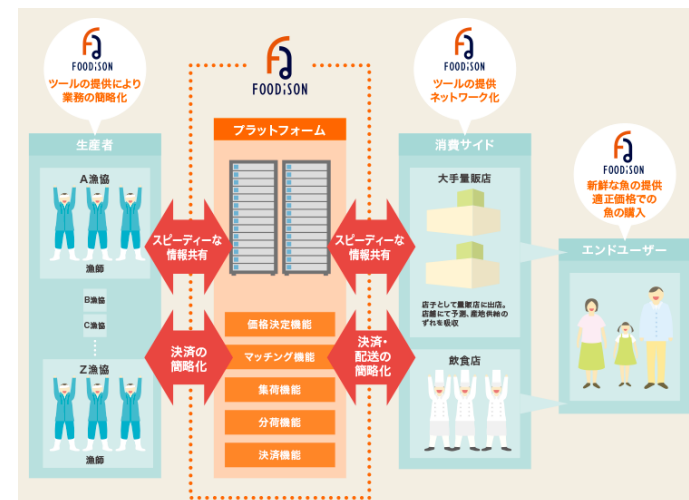 FOODiSON
ツールの提供により
業務の簡略化
生産者
A漁協
漁師
B漁協
C漁協
Z漁協
漁師
スピーディーな
情報共有
決済の
簡略化
FOODiSON
プラットフォーム
価格決定機能
マッチング機能
集荷機能
分荷機能
決済機能
スピーディーな
情報共有
決済・
配送の
簡略化
FOODiSON
ツールの提供
ネットワーク化
消費サイド
大手量販店
店子として量販店に出店。
店舗にて予測、産地供給の
ずれを吸収
飲食店
FOODiSON
新鮮な魚の提供
適正価格での
魚の購入
エンドユーザー